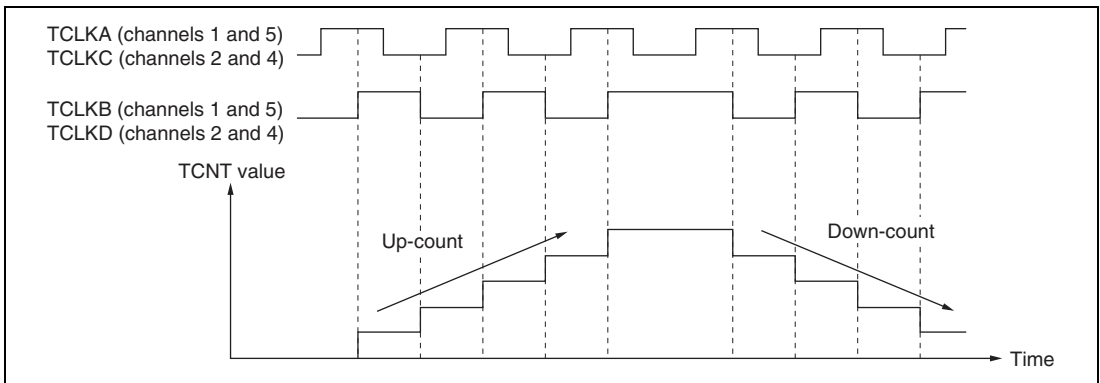 TCLKA (channels 1 and 5)
TCLKC (channels 2 and 4)
TCLKB (channels 1 and 5)
TCLKD (channels 2 and 4)
TCNT value
Up-count
Down-count
Time